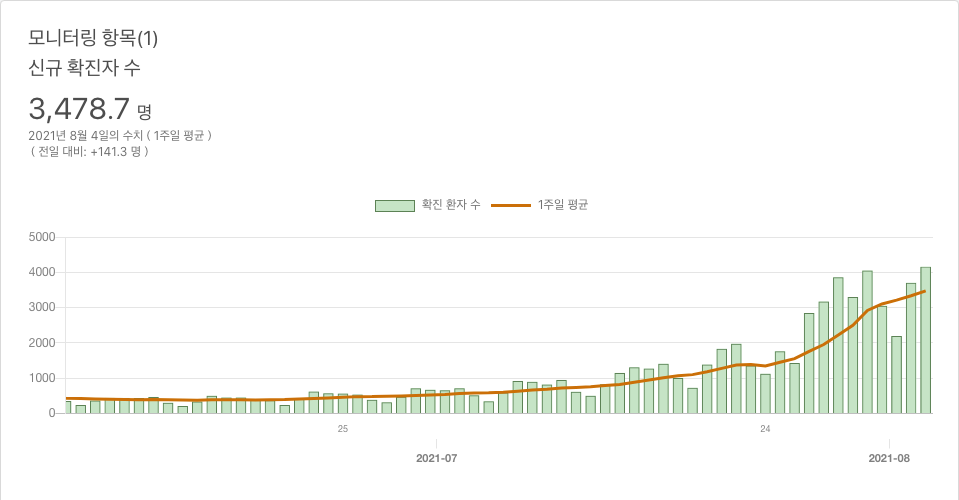 모니터링 항목(1)
신규 확진자 수
3,478.7 명
2021년 8월 4일의 수치 ( 1주일 평균 )
( 전일 대비: +141.3 명 )
확진 환자 수 1주일 평균
5000
4000
3000
2000
1000
0
25 24
2021-07 2021-08